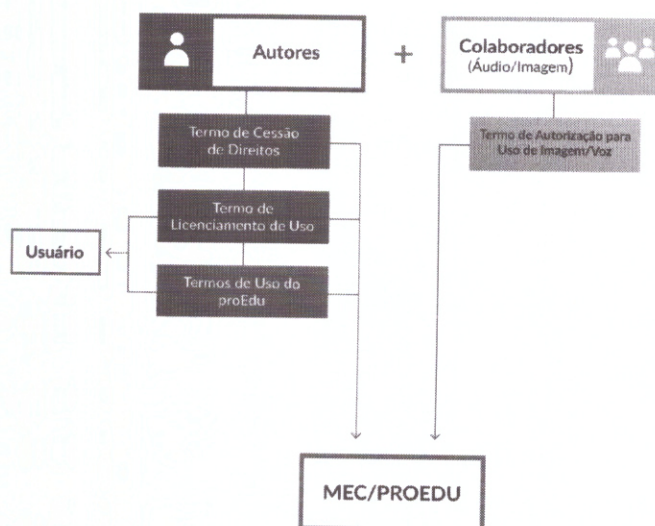 Autores
+
Colaboradores
(Áudio/Imagem)
Termo de Cessão
de Direitos
Termo de Autorização para
Uso de Imagem/Voz
Termo de
Licenciamento de Uso
Usuário
Termos de Uso do
proEdu
MEC/PROEDU